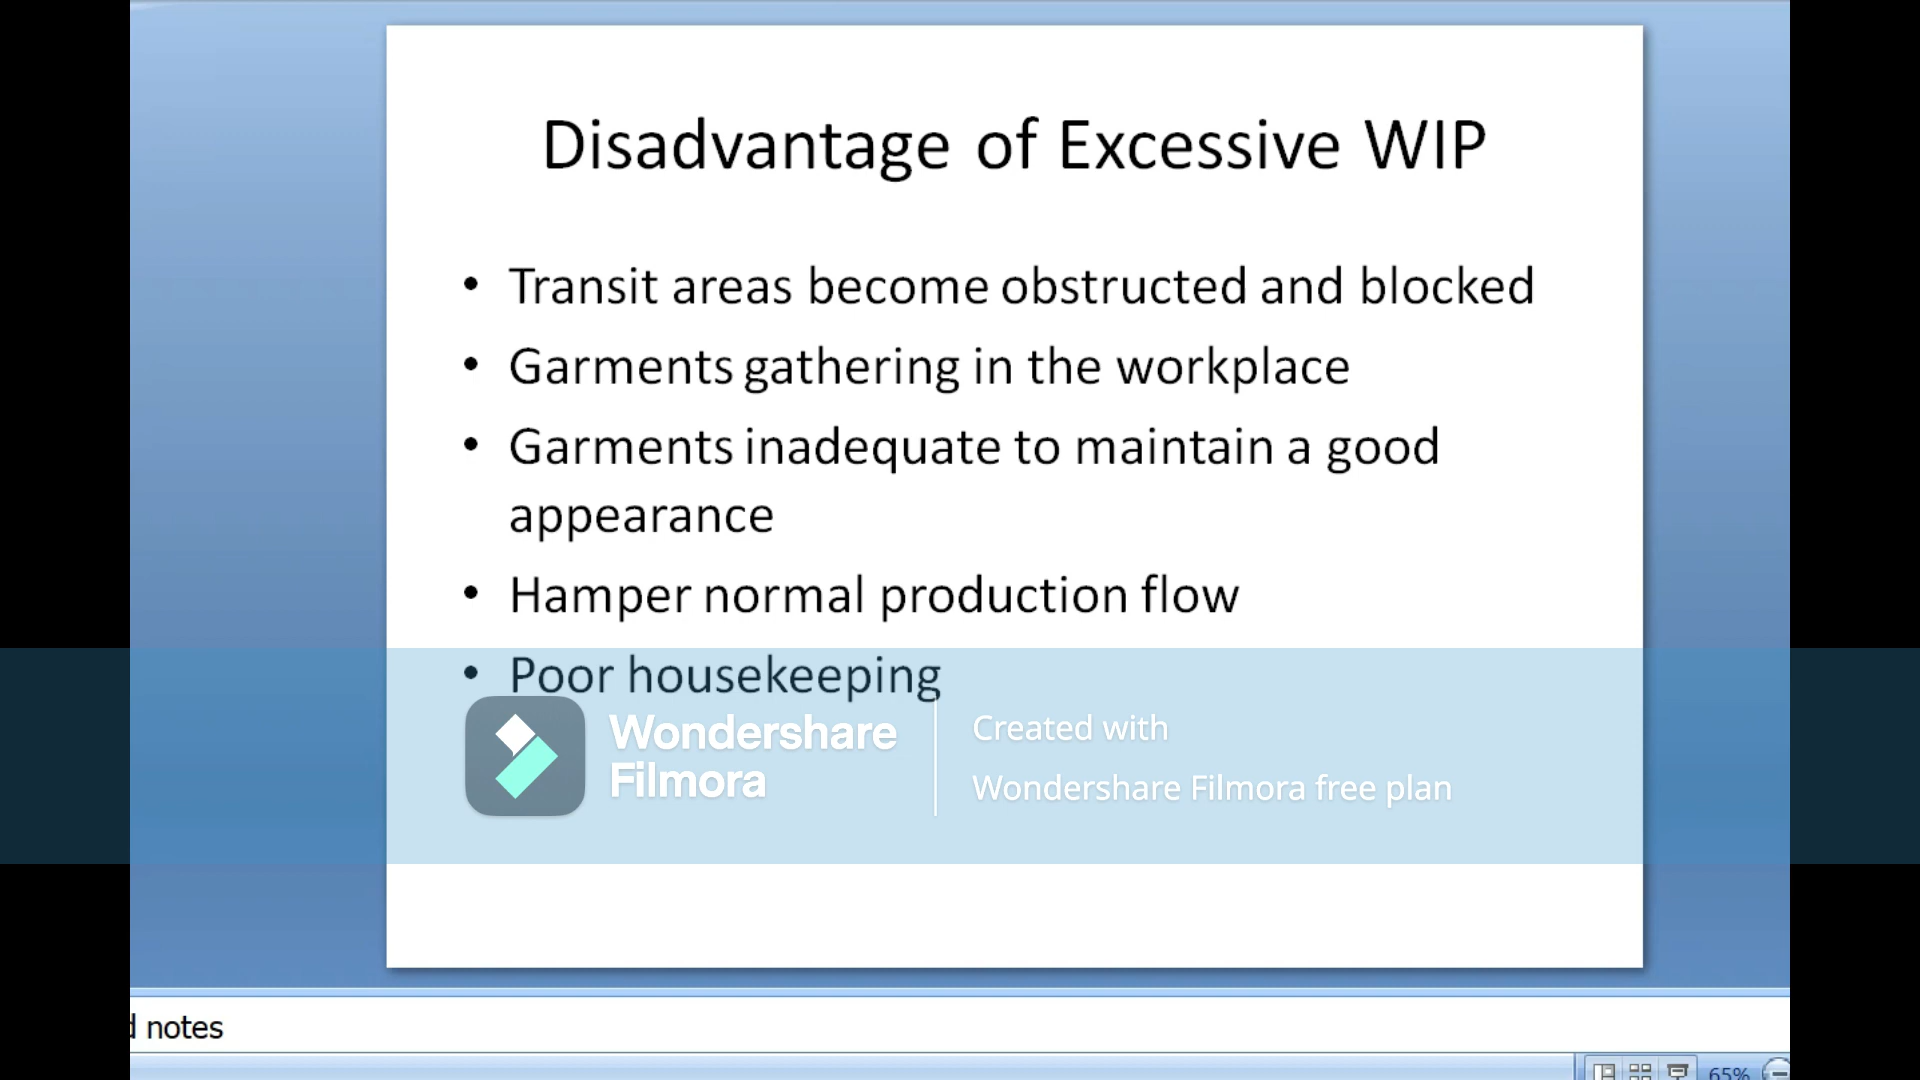 Disadvantage of Excessive WIP
• Transit areas become obstructed and blocked
• Garments gathering in the workplace
• Garments inadequate to maintain a good
appearance
• Hamper normal production flow
• Poor housekeeping
Wondershare
Filmora
Created with
Wondershare Filmora free plan
notes
65%